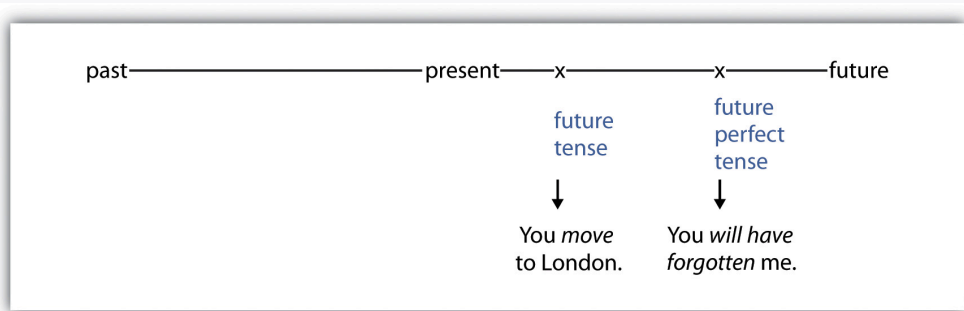 past present x x future
future
tense
future
perfect
tense
You move
to London.
You will have
forgotten me.